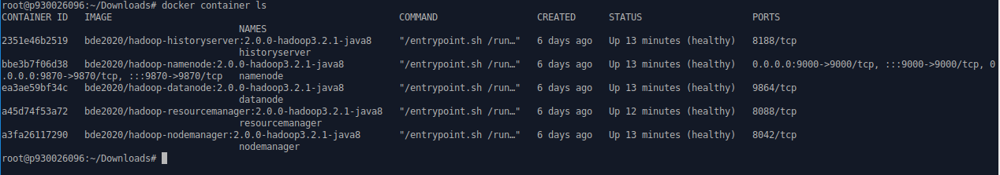 root@p930026096:~/Downloads# docker container ls
CONTAINER ID   IMAGE                                                    COMMAND                  CREATED      STATUS                    PORTS
                                           NAMES
2351e46b2519   bde2020/hadoop-historyserver:2.0.0-hadoop3.2.1-java8     "/entrypoint.sh /run…"   6 days ago   Up 13 minutes (healthy)   8188/tcp
                                           historyserver
bbe3b7f06d38   bde2020/hadoop-namenode:2.0.0-hadoop3.2.1-java8          "/entrypoint.sh /run…"   6 days ago   Up 13 minutes (healthy)   0.0.0.0:9000->9000/tcp, :::9000->9000/tcp, 0
.0.0.0:9870->9870/tcp, :::9870->9870/tcp   namenode
ea3ae59bf34c   bde2020/hadoop-datanode:2.0.0-hadoop3.2.1-java8          "/entrypoint.sh /run…"   6 days ago   Up 13 minutes (healthy)   9864/tcp
                                           datanode
a45d74f53a72   bde2020/hadoop-resourcemanager:2.0.0-hadoop3.2.1-java8   "/entrypoint.sh /run…"   6 days ago   Up 12 minutes (healthy)   8088/tcp
                                           resourcemanager
a3fa26117290   bde2020/hadoop-nodemanager:2.0.0-hadoop3.2.1-java8       "/entrypoint.sh /run…"   6 days ago   Up 13 minutes (healthy)   8042/tcp
                                           nodemanager
root@p930026096:~/Downloads#